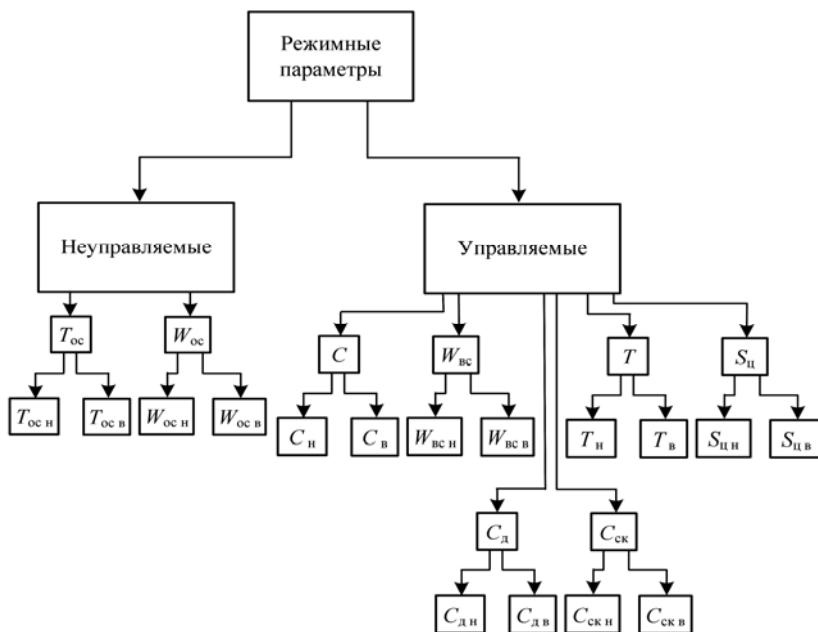 Режимные
параметры
Неуправляемые
Управляемые
Tос
Wос
C
Wвс
T
Sц
Tос н
Tос в
Wос н
Wос в
Cн
Cв
Wвс н
Wвс в
Tн
Tв
Sц н
Sц в
Cд
Cск
Cд н
Cд в
Cск н
Cск в